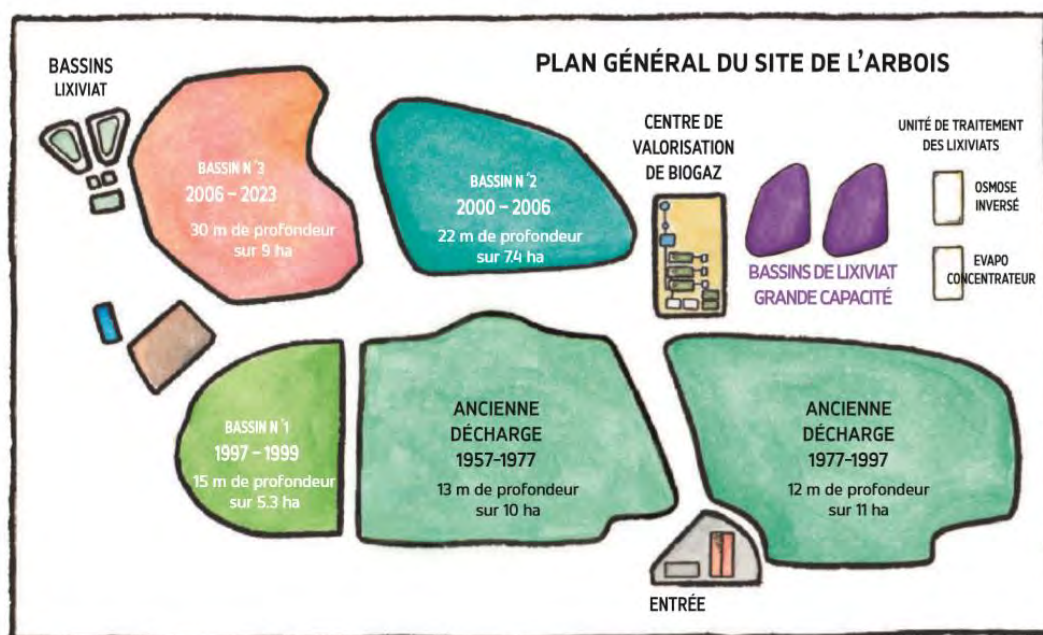 PLAN GÉNÉRAL DU SITE DE L'ARBOIS
BASSINS
LIXIVIAT
BASSIN N°3
2006 – 2023
30 m de profondeur
sur 9 ha
BASSIN N°2
2000 – 2006
22 m de profondeur
sur 7.4 ha
CENTRE DE
VALORISATION
DE BIOGAZ
BASSINS DE LIXIVIAT
GRANDE CAPACITÉ
UNITÉ DE TRAITEMENT
DES LIXIVIATS
OSMOSE
INVERSÉ
EVAPO
CONCENTRATEUR
BASSIN N°1
1997 – 1999
15 m de profondeur
sur 5.3 ha
ANCIENNE
DÉCHARGE
1957-1977
13 m de profondeur
sur 10 ha
ANCIENNE
DÉCHARGE
1977-1997
12 m de profondeur
sur 11 ha
ENTRÉE